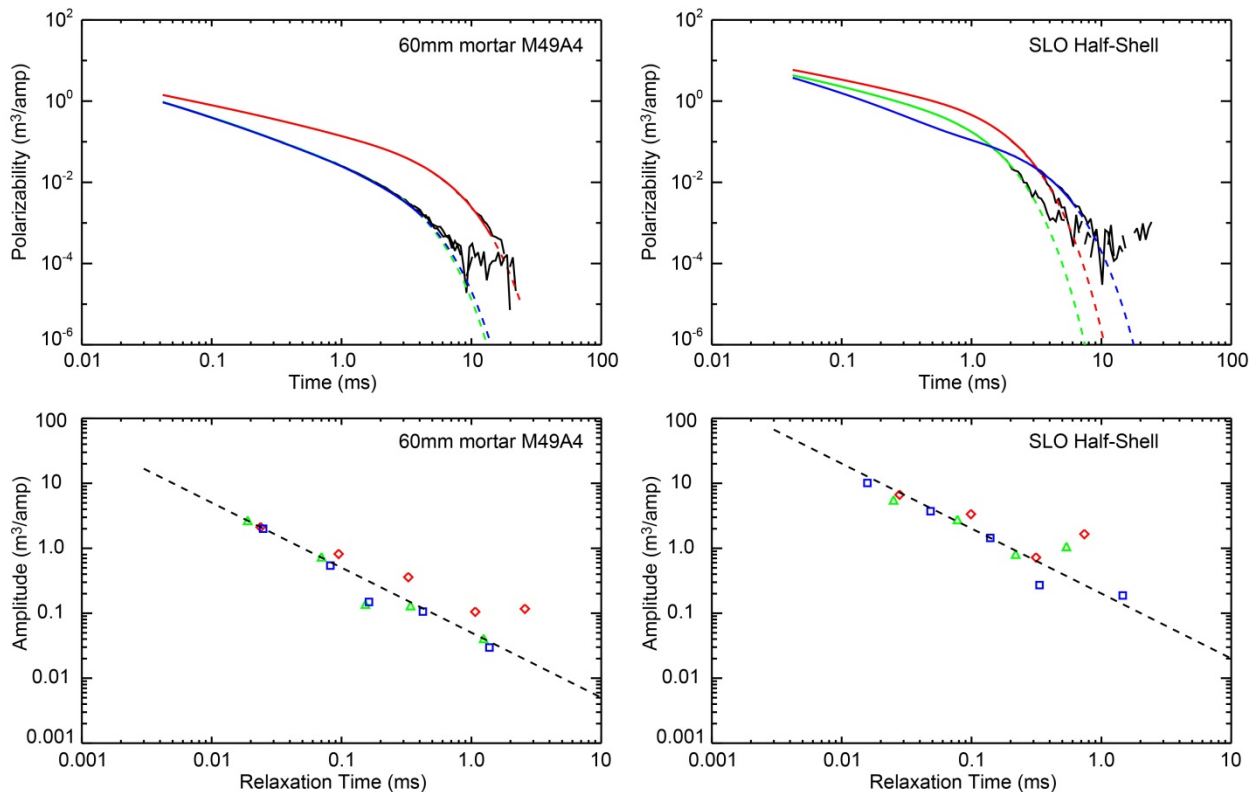 60mm mortar M49A4
10²
10⁰
10⁻²
10⁻⁴
10⁻⁶
Polarizability (m³/amp)
0.01 0.1 1.0 10 100
Time (ms)
SLO Half-Shell
10²
10⁰
10⁻²
10⁻⁴
10⁻⁶
Polarizability (m³/amp)
0.01 0.1 1.0 10 100
Time (ms)
60mm mortar M49A4
100
10
1.0
0.1
0.01
0.001
Amplitude (m³/amp)
0.001 0.01 0.1 1.0 10
Relaxation Time (ms)
SLO Half-Shell
100
10
1.0
0.1
0.01
0.001
Amplitude (m³/amp)
0.001 0.01 0.1 1.0 10
Relaxation Time (ms)